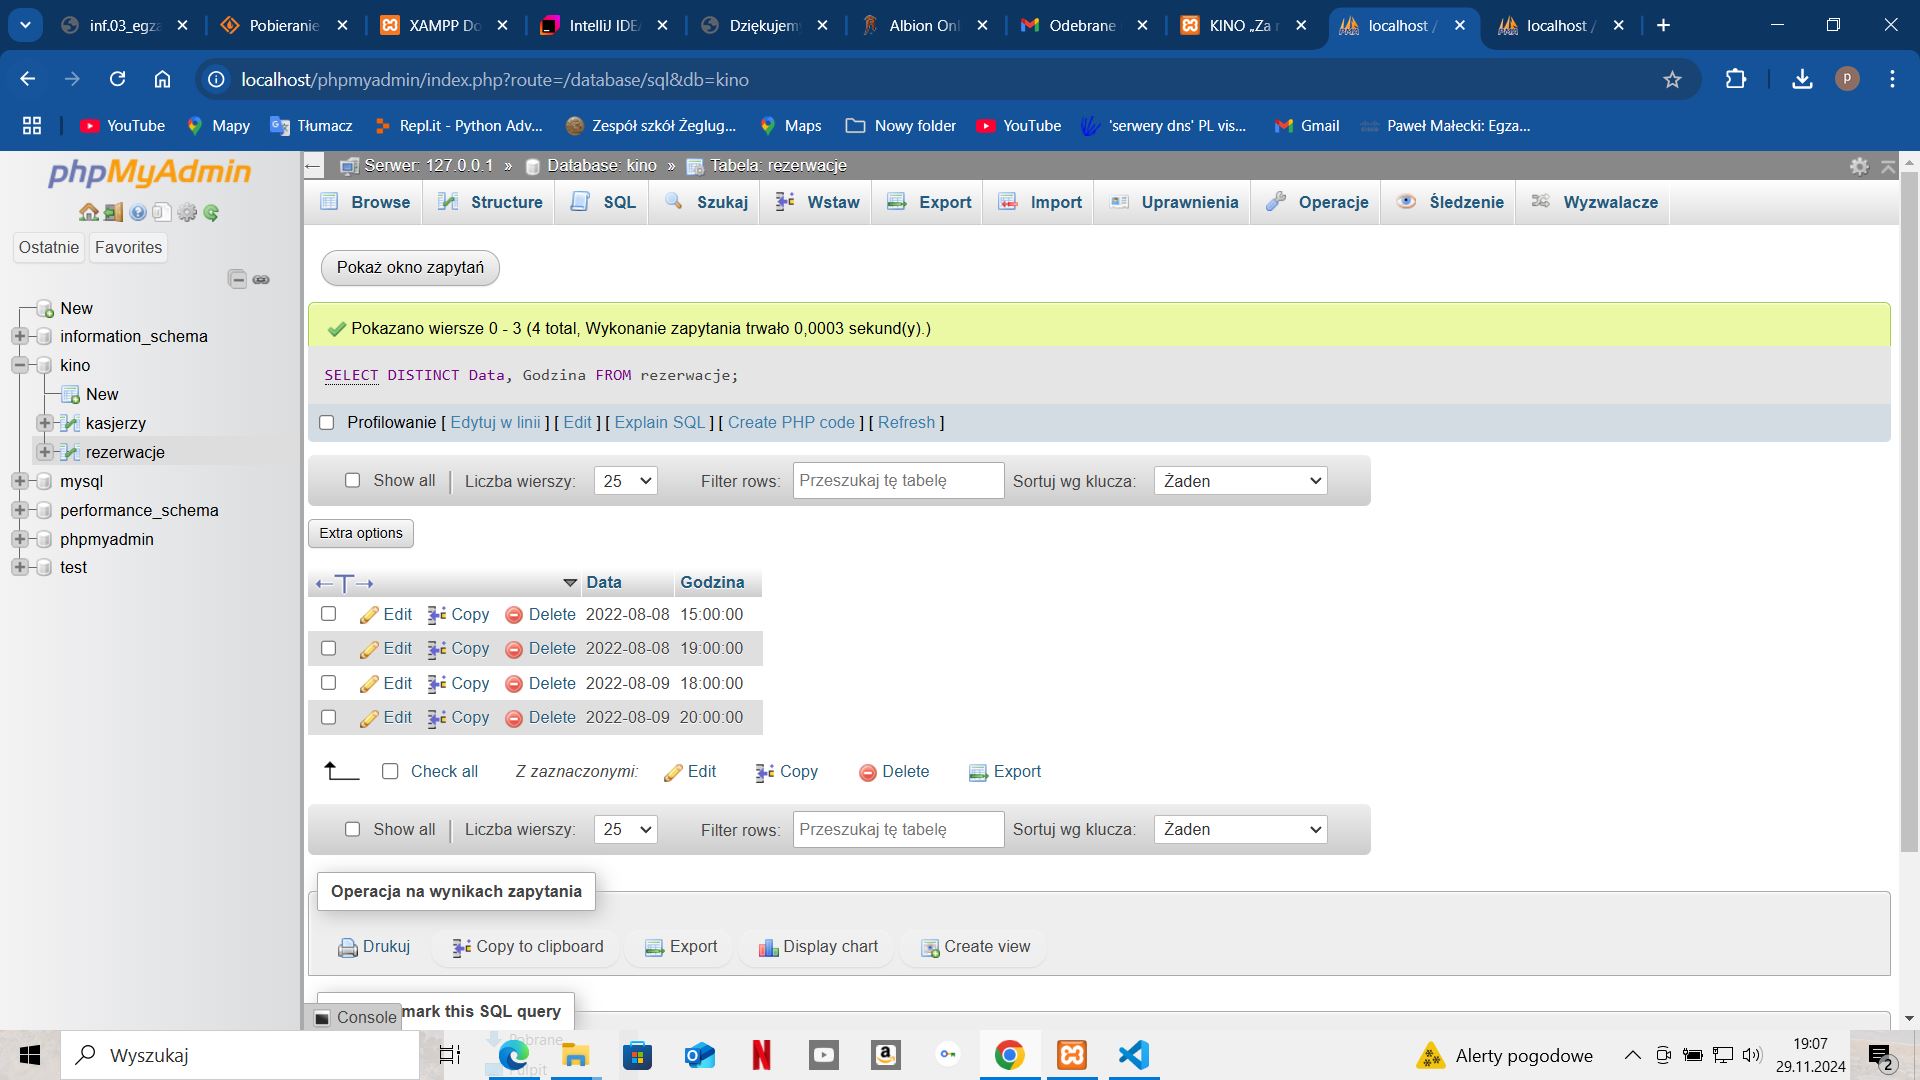 inf.03_egza
Pobieranie
XAMPP Do
IntelliJ IDE
Dziękujemy
Albion Onl
Odebrane
KINO „Za r
localhost /
localhost /
localhost/phpmyadmin/index.php?route=/database/sql&db=kino
P
YouTube
Mapy
Tłumacz
Repl.it - Python Adv...
Zespół szkół Żeglug...
Maps
Nowy folder
YouTube
'serwery dns' PL vis...
Gmail
Paweł Małecki: Egza...
phpMyAdmin
Ostatnie Favorites
New
information_schema
kino
New
kasjerzy
rezerwacje
mysql
performance_schema
phpmyadmin
test
Serwer: 127.0.0.1 » Database: kino » Tabela: rezerwacje
Browse Structure SQL Szukaj Wstaw Export Import Uprawnienia Operacje Śledzenie Wyzwalacze
Pokaż okno zapytań
Pokazano wiersze 0 - 3 (4 total, Wykonanie zapytania trwało 0,0003 sekund(y).)
SELECT DISTINCT Data, Godzina FROM rezerwacje;
Profilowanie [ Edytuj w linii ] [ Edit ] [ Explain SQL ] [ Create PHP code ] [ Refresh ]
Show all Liczba wierszy: 25 Filter rows: Przeszukaj tę tabelę Sortuj wg klucza: Żaden
Extra options
Data Godzina
Edit Copy Delete 2022-08-08 15:00:00
Edit Copy Delete 2022-08-08 19:00:00
Edit Copy Delete 2022-08-09 18:00:00
Edit Copy Delete 2022-08-09 20:00:00
Check all Z zaznaczonymi: Edit Copy Delete Export
Show all Liczba wierszy: 25 Filter rows: Przeszukaj tę tabelę Sortuj wg klucza: Żaden
Operacja na wynikach zapytania
Drukuj Copy to clipboard Export Display chart Create view
mark this SQL query
Console
Wyszukaj
Pobrane
Pulpit
Alerty pogodowe
19:07
29.11.2024
2